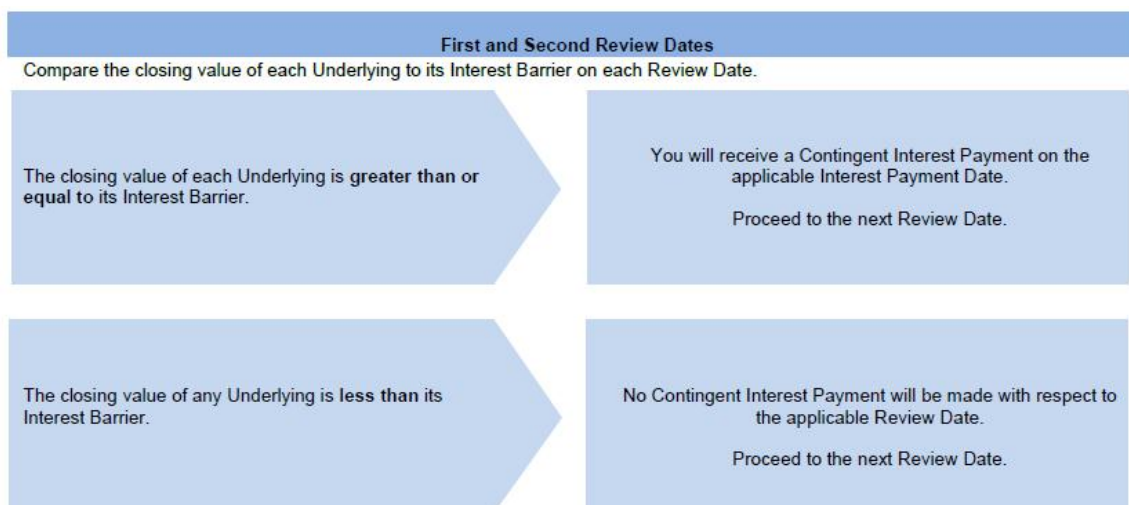 First and Second Review Dates
Compare the closing value of each Underlying to its Interest Barrier on each Review Date.
The closing value of each Underlying is greater than or
equal to its Interest Barrier.
You will receive a Contingent Interest Payment on the
applicable Interest Payment Date.
Proceed to the next Review Date.
The closing value of any Underlying is less than its
Interest Barrier.
No Contingent Interest Payment will be made with respect to
the applicable Review Date.
Proceed to the next Review Date.